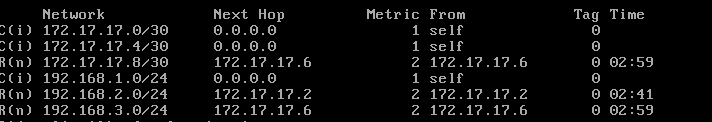 Network Next Hop Metric From Tag Time
C(i) 172.17.17.0/30 0.0.0.0 1 self 0
C(i) 172.17.17.4/30 0.0.0.0 1 self 0
R(n) 172.17.17.8/30 172.17.17.6 2 172.17.17.6 0 02:59
C(i) 192.168.1.0/24 0.0.0.0 1 self 0
R(n) 192.168.2.0/24 172.17.17.2 2 172.17.17.2 0 02:41
R(n) 192.168.3.0/24 172.17.17.6 2 172.17.17.6 0 02:59